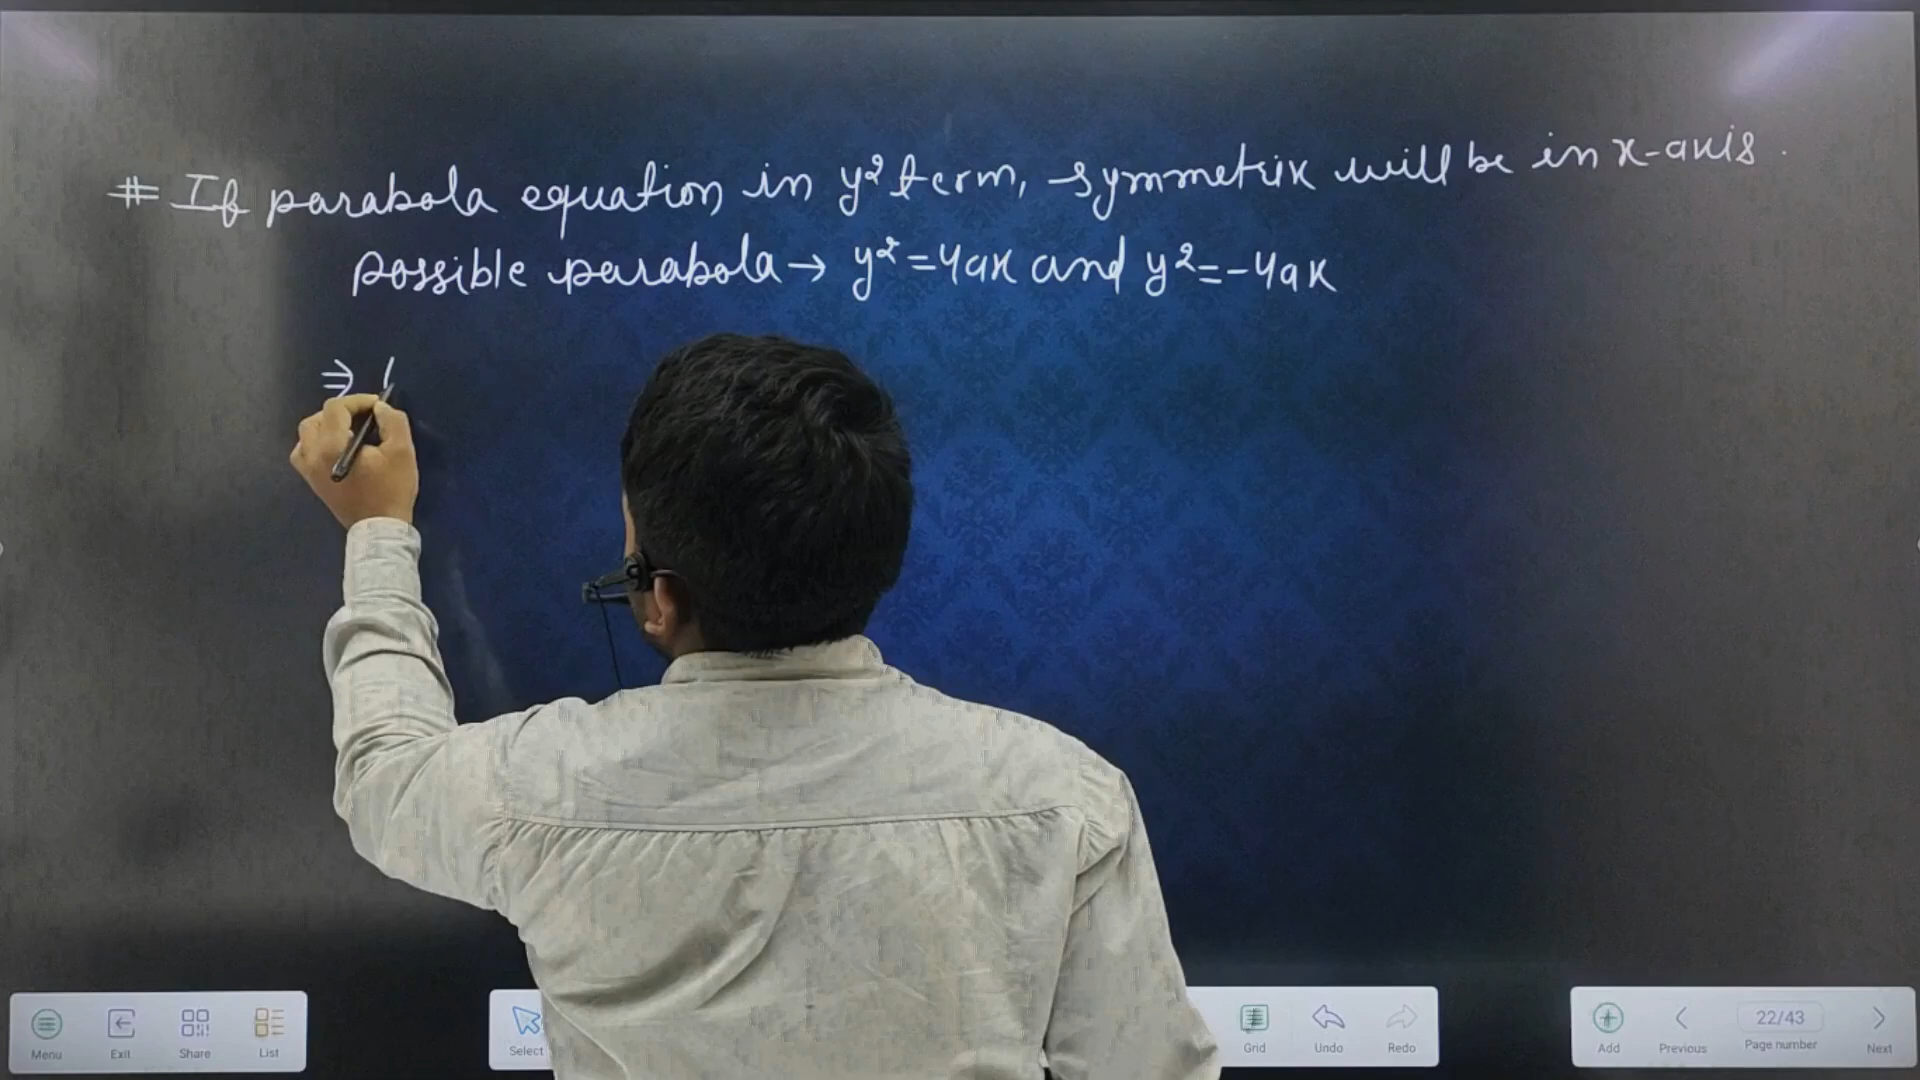 # If parabola equation in y² term, symmetrix will be in x-axis.
possible parabola → y² = 4ax and y² = -4ax
⇒
Menu
Exit
Share
List
Select
Grid
Undo
Redo
Add
Previous
22/43
Page number
Next